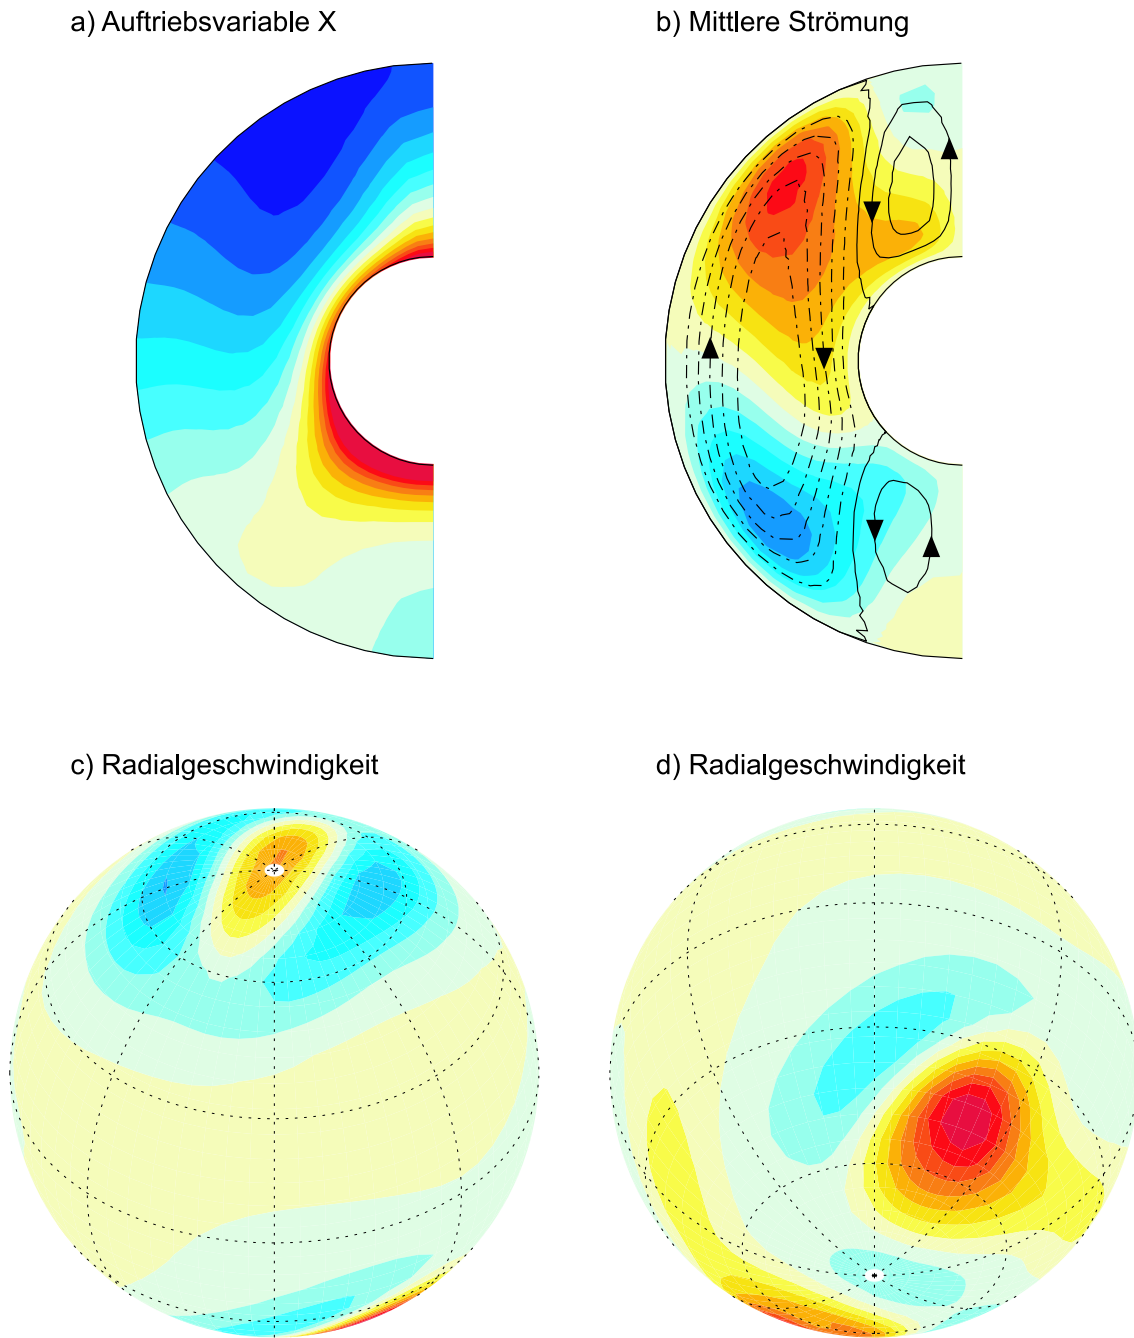 a) Auftriebsvariable X
b) Mittlere Strömung
c) Radialgeschwindigkeit
d) Radialgeschwindigkeit